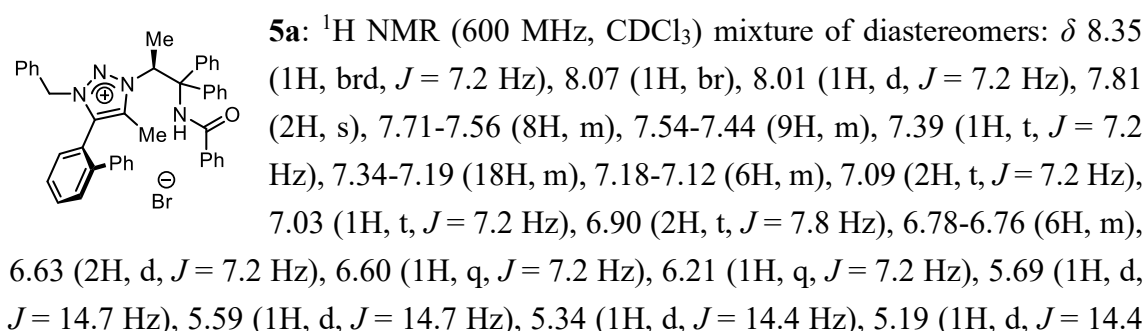 5a: ¹H NMR (600 MHz, CDCl₃) mixture of diastereomers: δ 8.35
(1H, brd, J = 7.2 Hz), 8.07 (1H, br), 8.01 (1H, d, J = 7.2 Hz), 7.81
(2H, s), 7.71-7.56 (8H, m), 7.54-7.44 (9H, m), 7.39 (1H, t, J = 7.2
Hz), 7.34-7.19 (18H, m), 7.18-7.12 (6H, m), 7.09 (2H, t, J = 7.2 Hz),
7.03 (1H, t, J = 7.2 Hz), 6.90 (2H, t, J = 7.8 Hz), 6.78-6.76 (6H, m),
6.63 (2H, d, J = 7.2 Hz), 6.60 (1H, q, J = 7.2 Hz), 6.21 (1H, q, J = 7.2 Hz), 5.69 (1H, d,
J = 14.7 Hz), 5.59 (1H, d, J = 14.7 Hz), 5.34 (1H, d, J = 14.4 Hz), 5.19 (1H, d, J = 14.4
Me
Ph
Ph
N
N
N
Ph
⊕
N
H
O
Me
Ph
Ph
⊖
Br